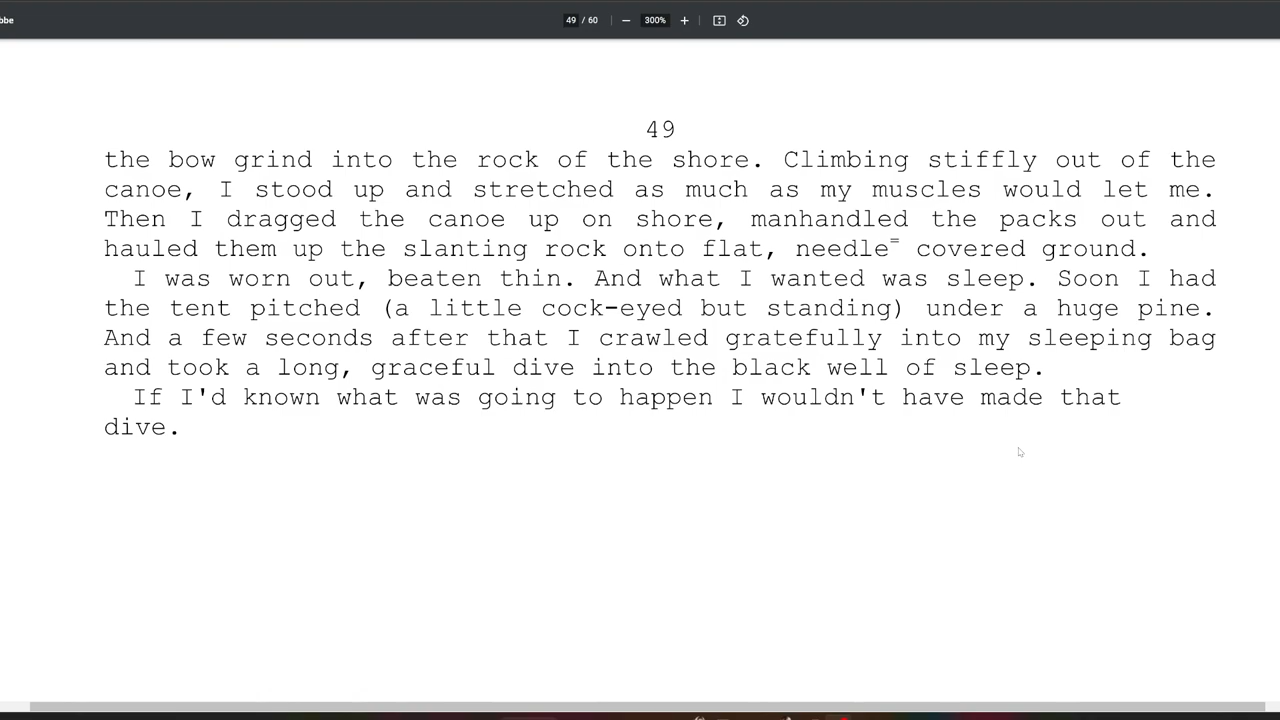 bbe
49 / 60
300%
49
the bow grind into the rock of the shore. Climbing stiffly out of the
canoe, I stood up and stretched as much as my muscles would let me.
Then I dragged the canoe up on shore, manhandled the packs out and
hauled them up the slanting rock onto flat, needle⁼ covered ground.
I was worn out, beaten thin. And what I wanted was sleep. Soon I had
the tent pitched (a little cock-eyed but standing) under a huge pine.
And a few seconds after that I crawled gratefully into my sleeping bag
and took a long, graceful dive into the black well of sleep.
If I'd known what was going to happen I wouldn't have made that
dive.